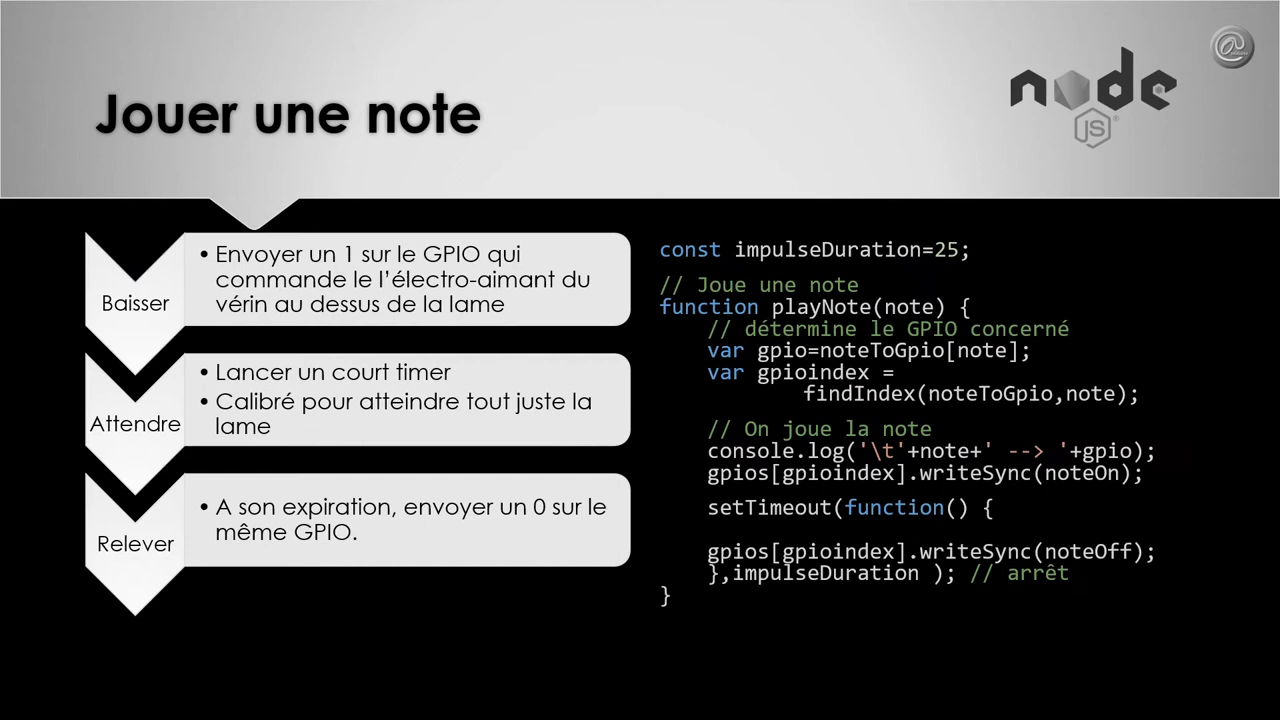 Jouer une note
node
JS
Baisser
• Envoyer un 1 sur le GPIO qui
commande le l'électro-aimant du
vérin au dessus de la lame
Attendre
• Lancer un court timer
• Calibré pour atteindre tout juste la
lame
Relever
• A son expiration, envoyer un 0 sur le
même GPIO.
const impulseDuration=25;
// Joue une note
function playNote(note) {
// détermine le GPIO concerné
var gpio=noteToGpio[note];
var gpioindex =
findIndex(noteToGpio,note);
// On joue la note
console.log('\t'+note+' --> '+gpio);
gpios[gpioindex].writeSync(noteOn);
setTimeout(function() {
gpios[gpioindex].writeSync(noteOff);
},impulseDuration ); // arrêt
}